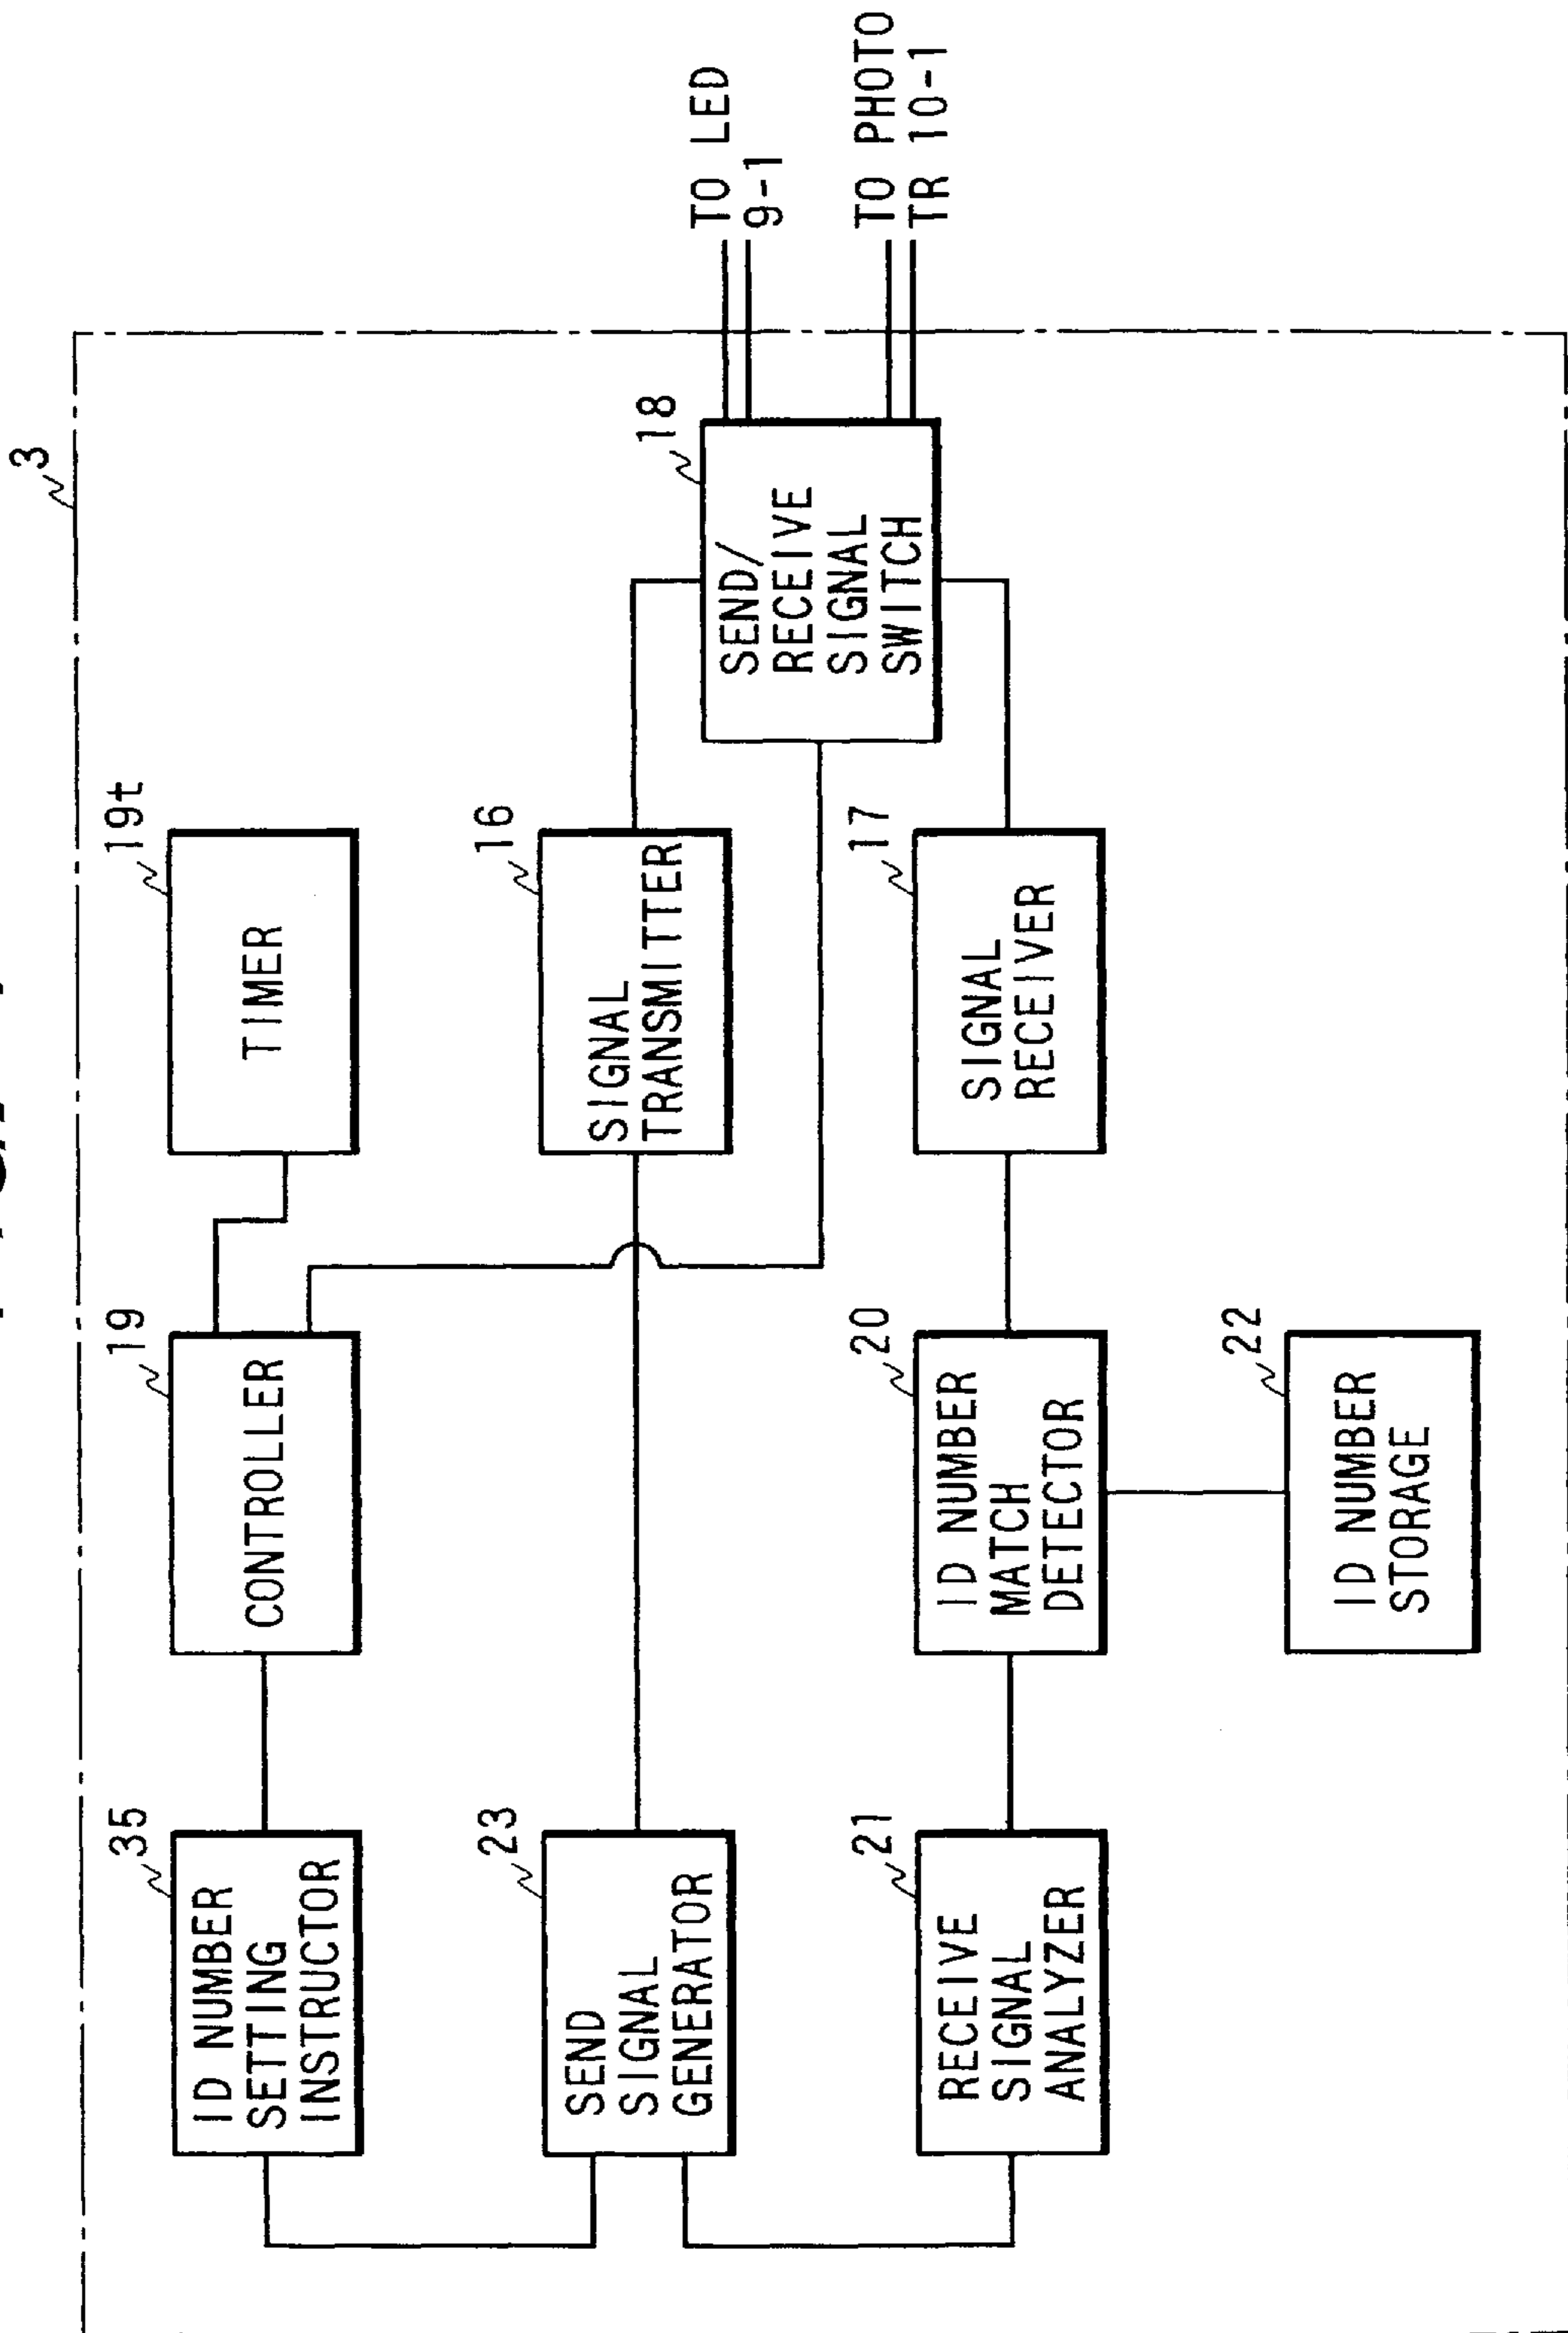 3
35
ID NUMBER
SETTING
INSTRUCTOR
19
CONTROLLER
19t
TIMER
23
SEND
SIGNAL
GENERATOR
16
SIGNAL
TRANSMITTER
18
SEND/
RECEIVE
SIGNAL
SWITCH
TO LED
9-1
TO PHOTO
TR 10-1
21
RECEIVE
SIGNAL
ANALYZER
20
ID NUMBER
MATCH
DETECTOR
17
SIGNAL
RECEIVER
22
ID NUMBER
STORAGE